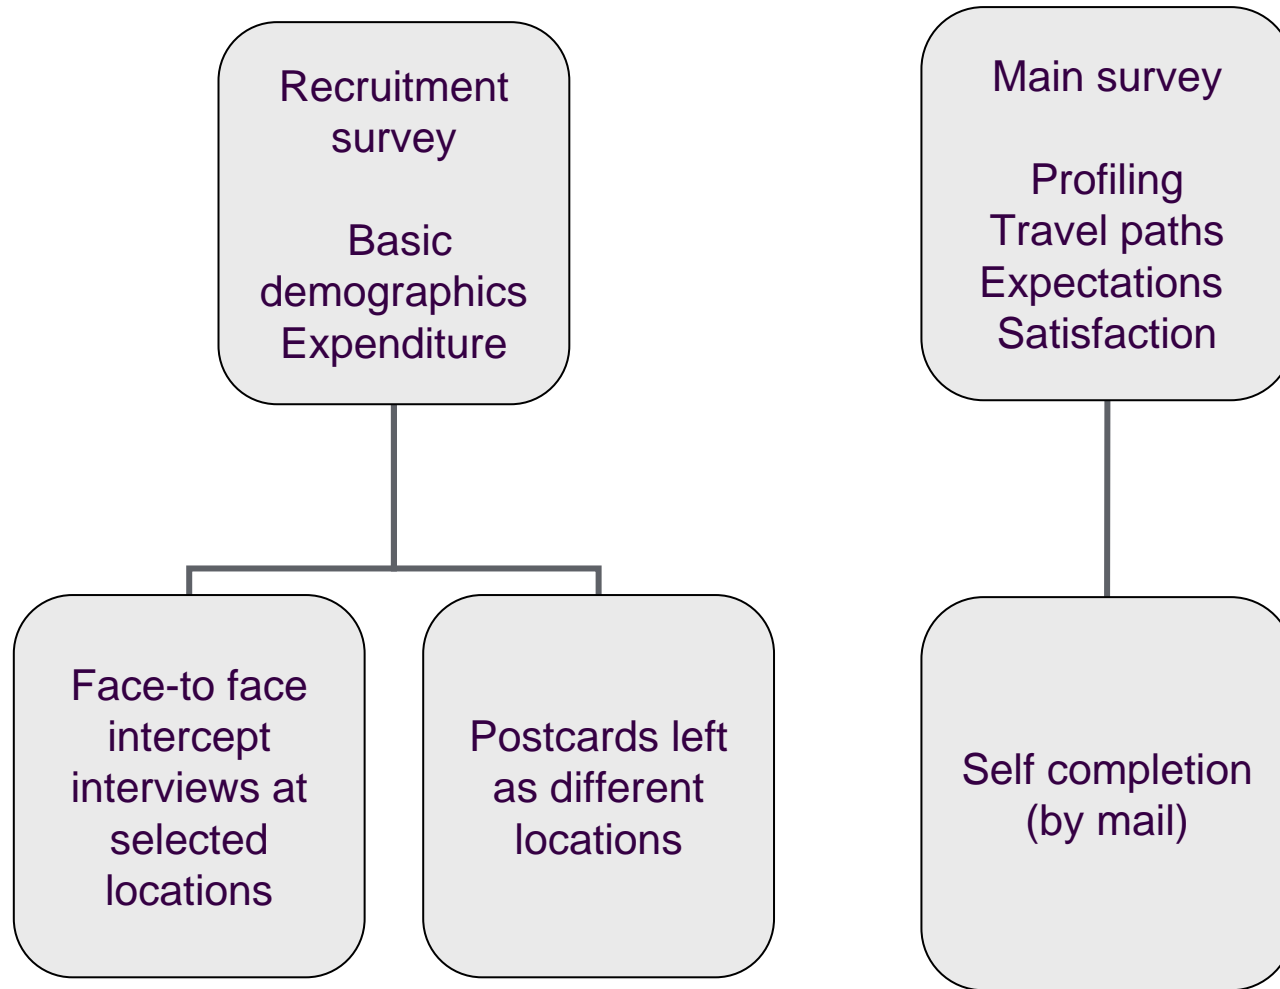 Recruitment
survey
Basic
demographics
Expenditure
Main survey
Profiling
Travel paths
Expectations
Satisfaction
Face-to face
intercept
interviews at
selected
locations
Postcards left
as different
locations
Self completion
(by mail)